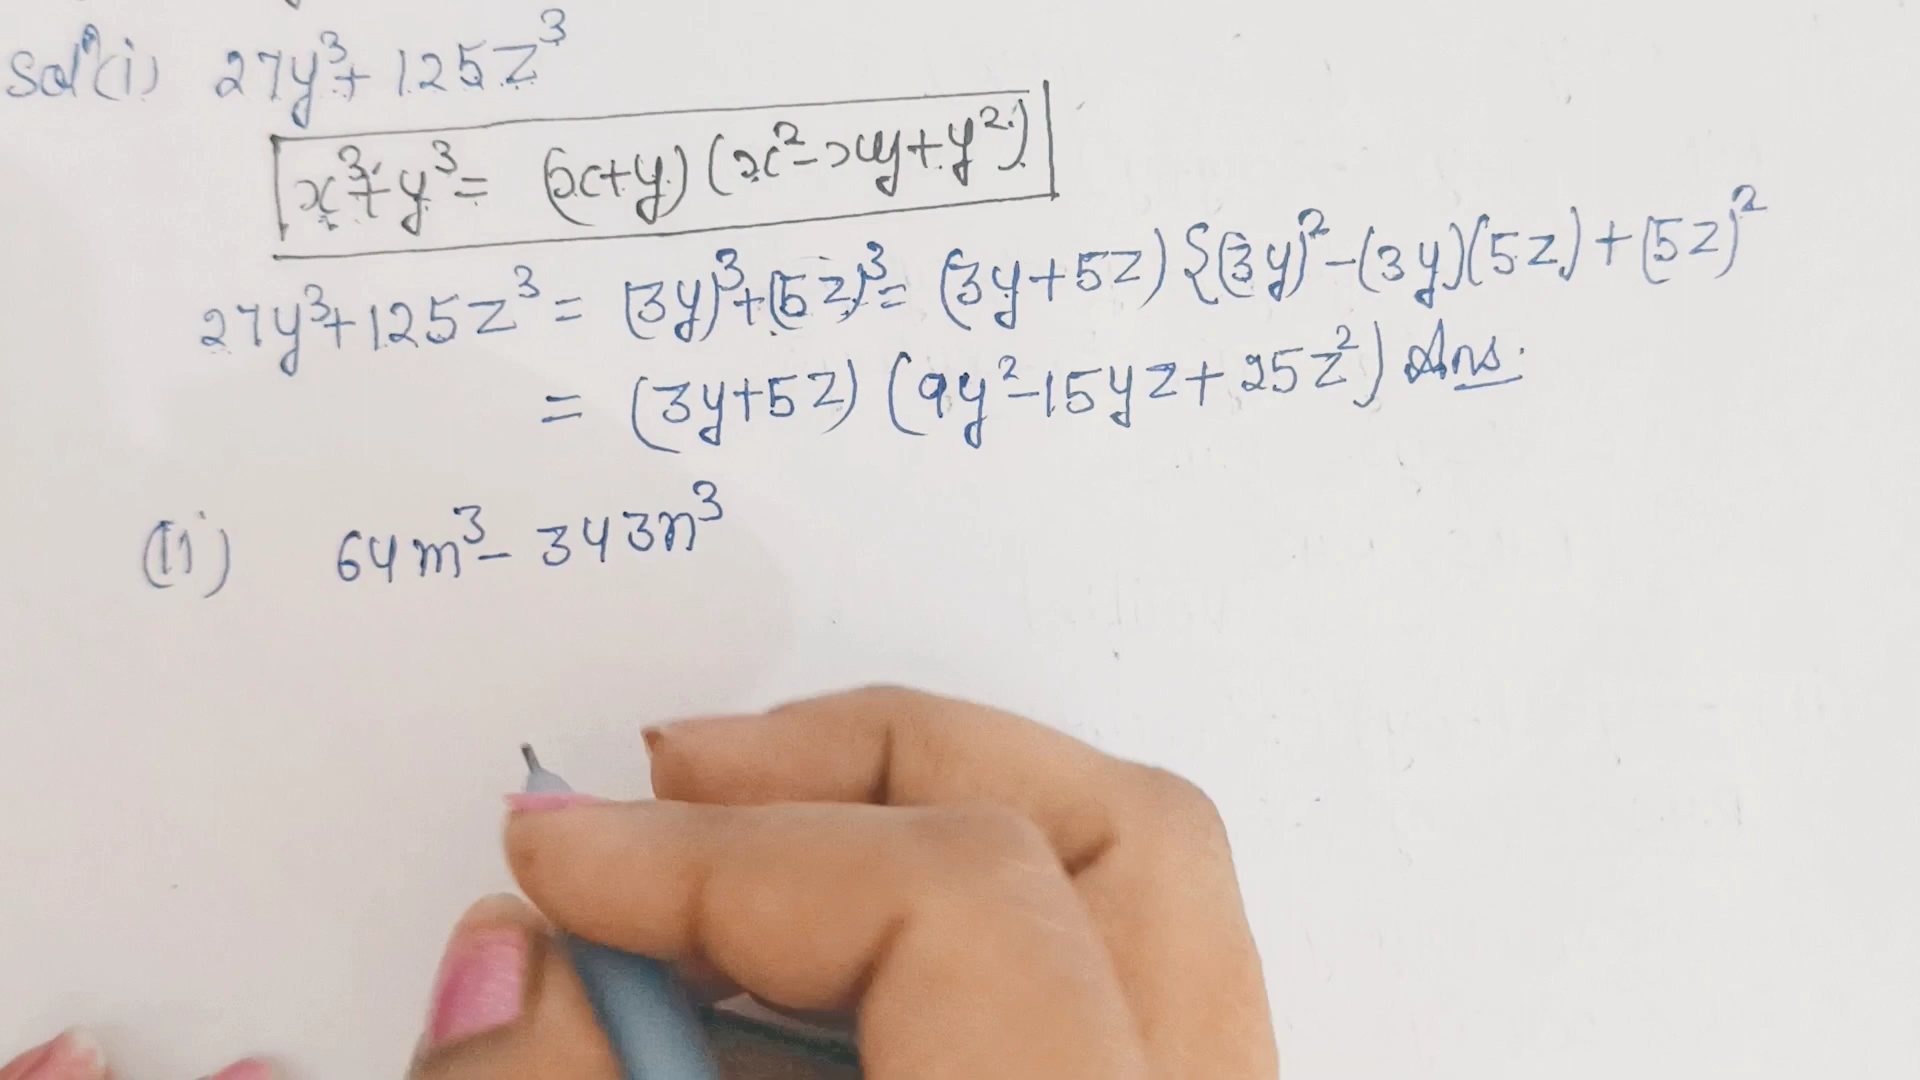 Solⁿ(i) 27y³+125z³
x³+y³= (x+y)(x²-xy+y²)
27y³+125z³ = (3y)³+(5z)³= (3y+5z){(3y)²-(3y)(5z)+(5z)²
= (3y+5z)(9y²-15yz+25z²) Ans.
(ii) 64m³-343n³